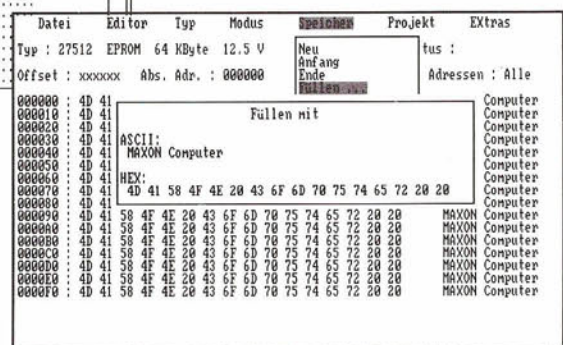 Datei Editor Typ Modus Speicher Projekt EXtras
Typ : 27512 EPROM 64 KByte 12.5 V
Neu
tus :
Anfang
Offset : xxxxxx Abs. Adr. : 000000
Ende
Adressen : Alle
Füllen ...
000000 : 4D 41 Computer
000010 : 4D 41 Füllen mit Computer
000020 : 4D 41 Computer
000030 : 4D 41 ASCII: Computer
000040 : 4D 41 MAXON Computer Computer
000050 : 4D 41 Computer
000060 : 4D 41 HEX: Computer
000070 : 4D 41 4D 41 58 4F 4E 20 43 6F 6D 70 75 74 65 72 20 20 Computer
000080 : 4D 41 Computer
000090 : 4D 41 58 4F 4E 20 43 6F 6D 70 75 74 65 72 20 20 MAXON Computer
0000A0 : 4D 41 58 4F 4E 20 43 6F 6D 70 75 74 65 72 20 20 MAXON Computer
0000B0 : 4D 41 58 4F 4E 20 43 6F 6D 70 75 74 65 72 20 20 MAXON Computer
0000C0 : 4D 41 58 4F 4E 20 43 6F 6D 70 75 74 65 72 20 20 MAXON Computer
0000D0 : 4D 41 58 4F 4E 20 43 6F 6D 70 75 74 65 72 20 20 MAXON Computer
0000E0 : 4D 41 58 4F 4E 20 43 6F 6D 70 75 74 65 72 20 20 MAXON Computer
0000F0 : 4D 41 58 4F 4E 20 43 6F 6D 70 75 74 65 72 20 20 MAXON Computer